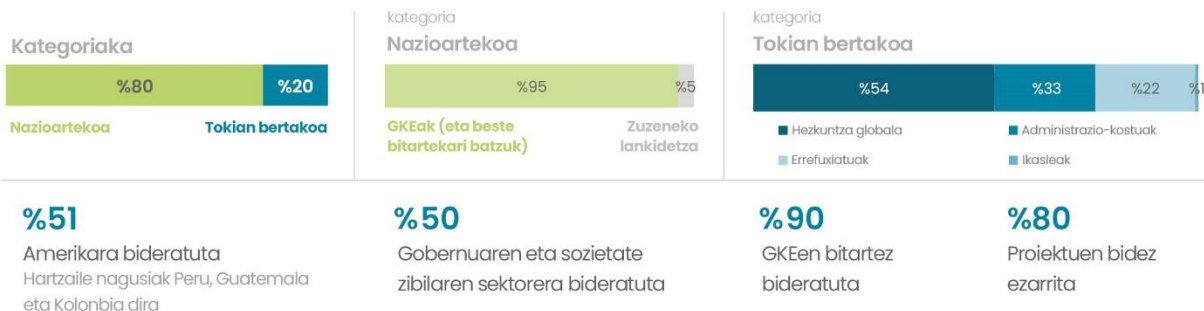 Kategoriaka
%80
%20
Nazioartekoa
Tokian bertakoa
kategoria
Nazioartekoa
%95
%5
GKEak (eta beste
bitartekari batzuk)
Zuzeneko
lankidetza
kategoria
Tokian bertakoa
%54
%33
%22
%1
Hezkuntza globala
Administrazio-kostuak
Errefuxiatuak
Ikasleak
%51
Amerikara bideratuta
Hartzaile nagusiak Peru, Guatemala
eta Kolonbia dira
%50
Gobernuaren eta sozietate
zibilaren sektorera bideratuta
%90
GKEen bitartez
bideratuta
%80
Proiektuen bidez
ezarrita